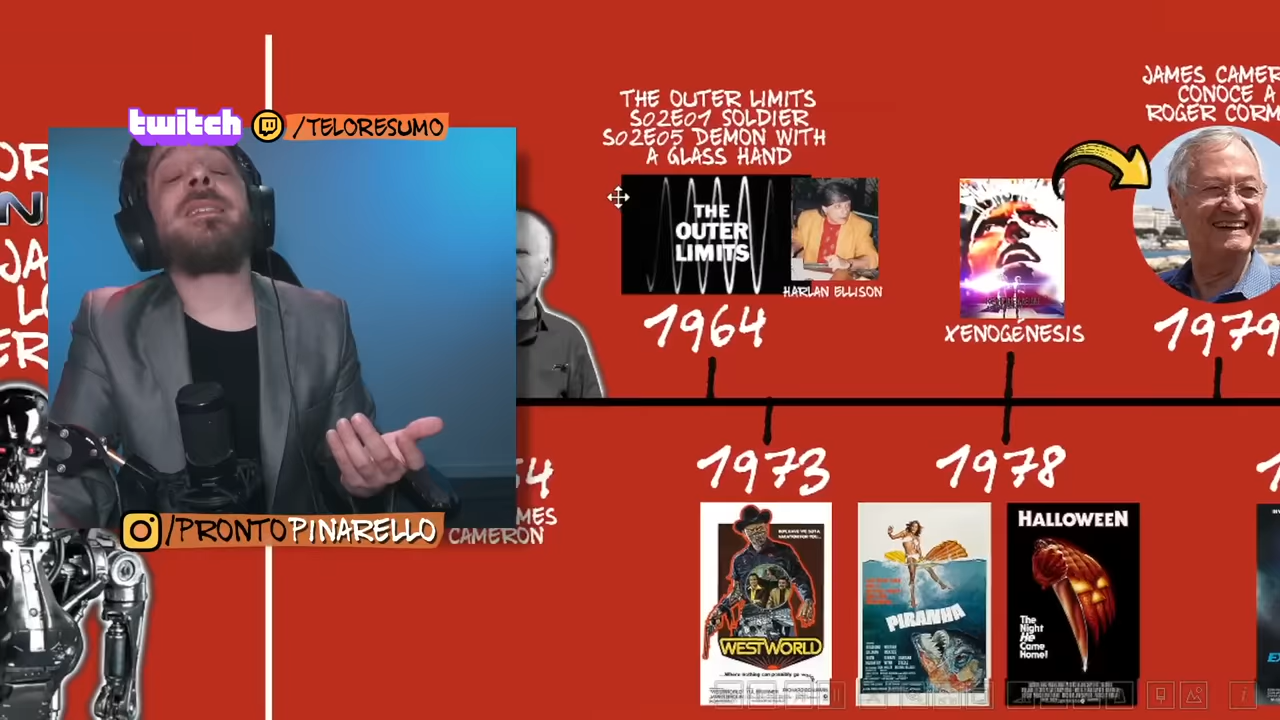 twitch /TELORESUMO
/PRONTOPINARELLO
CAMERON
THE OUTER LIMITS
S02E01 SOLDIER
S02E05 DEMON WITH
A GLASS HAND
THE
OUTER
LIMITS
HARLAN ELLISON
1964
XENOGÉNESIS
JAMES CAMER
CONOCE A
ROGER CORM
1979
1973
WESTWORLD
1978
PIRANHA
HALLOWEEN
The
Night
He
Came
Home!